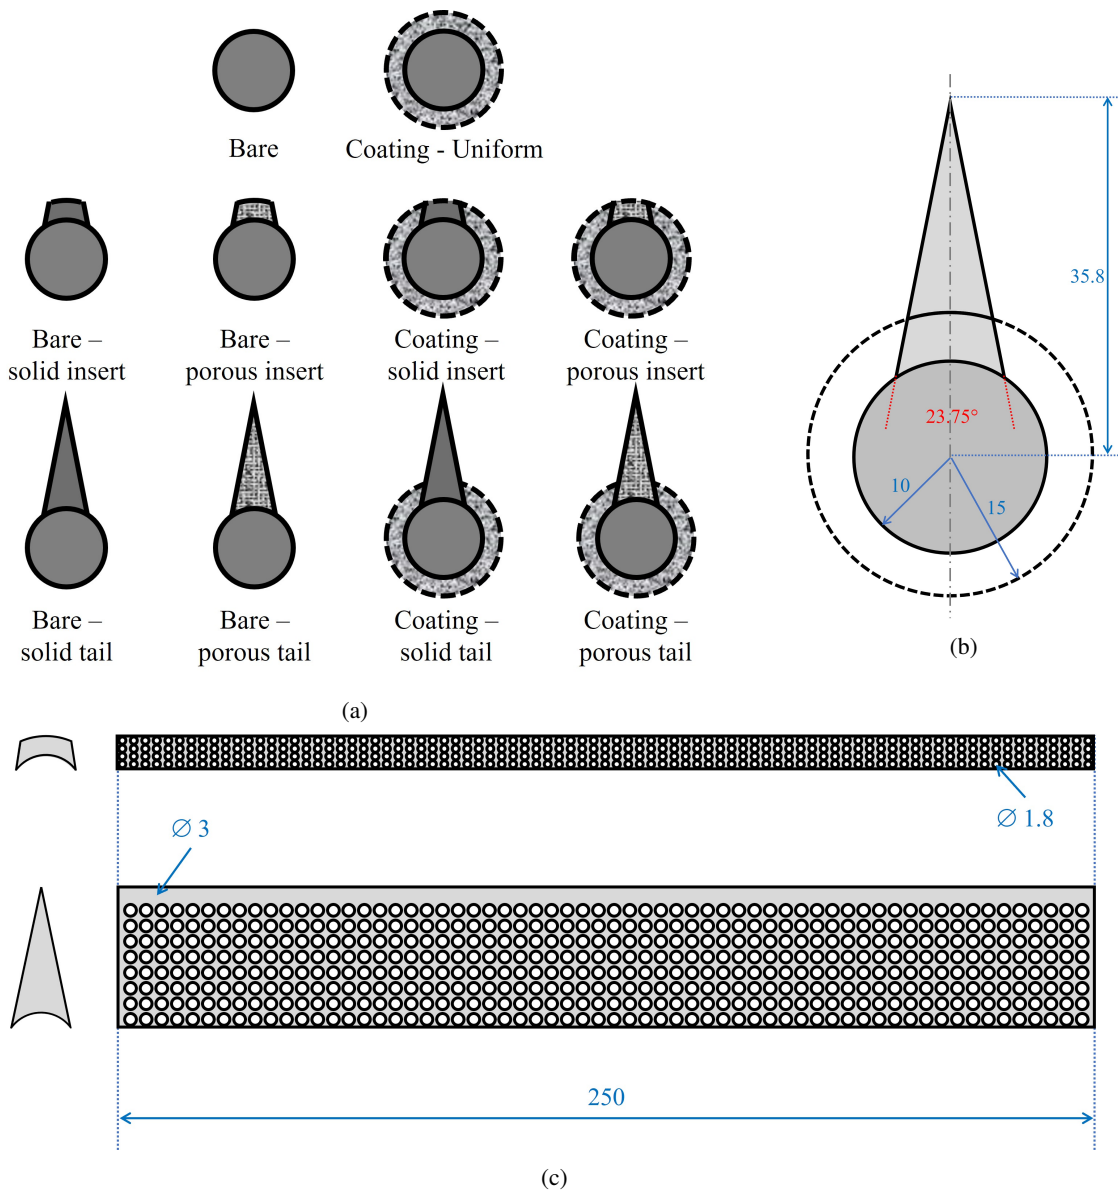 Bare
Coating - Uniform
Bare –
solid insert
Bare –
porous insert
Coating –
solid insert
Coating –
porous insert
Bare –
solid tail
Bare –
porous tail
Coating –
solid tail
Coating –
porous tail
(a)
35.8
23.75°
10
15
(b)
∅ 1.8
∅ 3
250
(c)